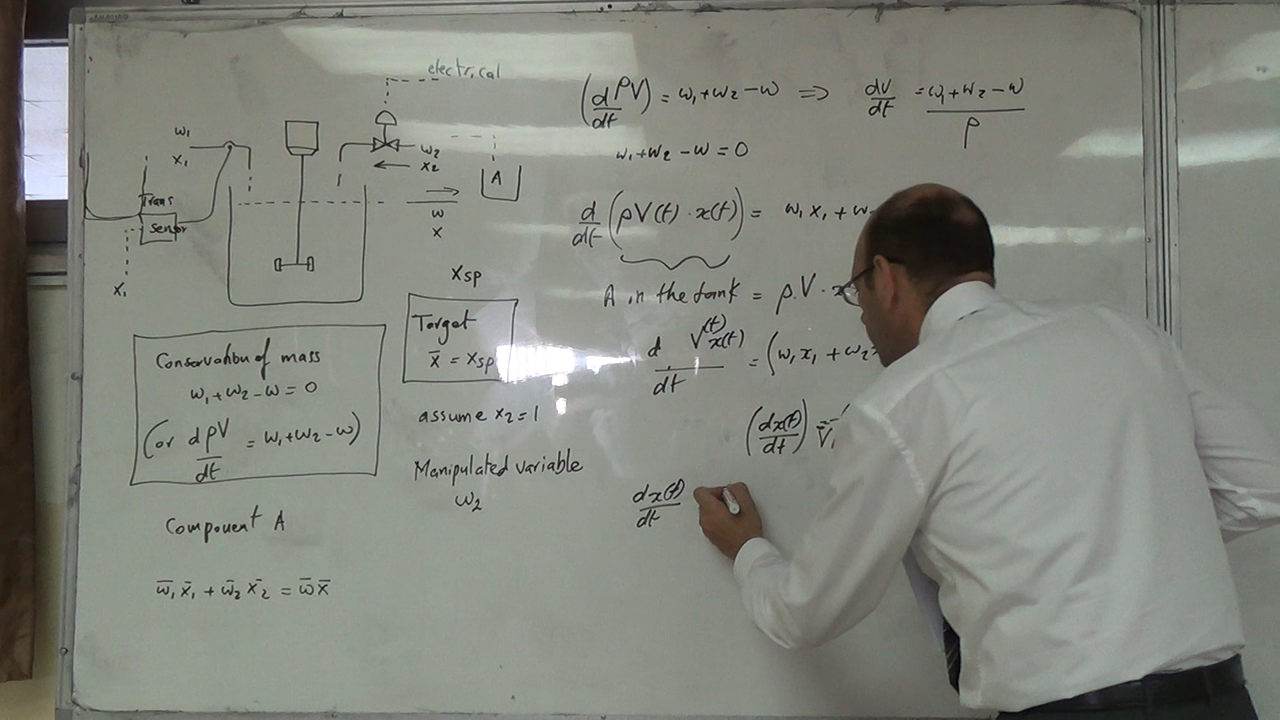 electrical
w₁
x₁
w₂
x₂
A
w
x
Trans
Sensor
x₁
Xsp
Target
x̄ = xsp
assume x₂=1
Manipulated variable
w₂
Conservation of mass
w₁+w₂-w=0
(or dρV/dt = w₁+w₂-w)
Component A
w̄₁x̄₁ + w̄₂x̄₂ = w̄x̄
(d/dt ρV) = w₁+w₂-w ⇒ dv/dt = w₁+w₂-w/ρ
w₁+w₂-w=0
d/dt (ρV(t)·x(t)) = w₁x₁ + w
A in the tank = ρ.V.
d V(t)x(t)/dt = (w₁x₁ + w₂
(dx(t)/dt) =
dx(t)/dt